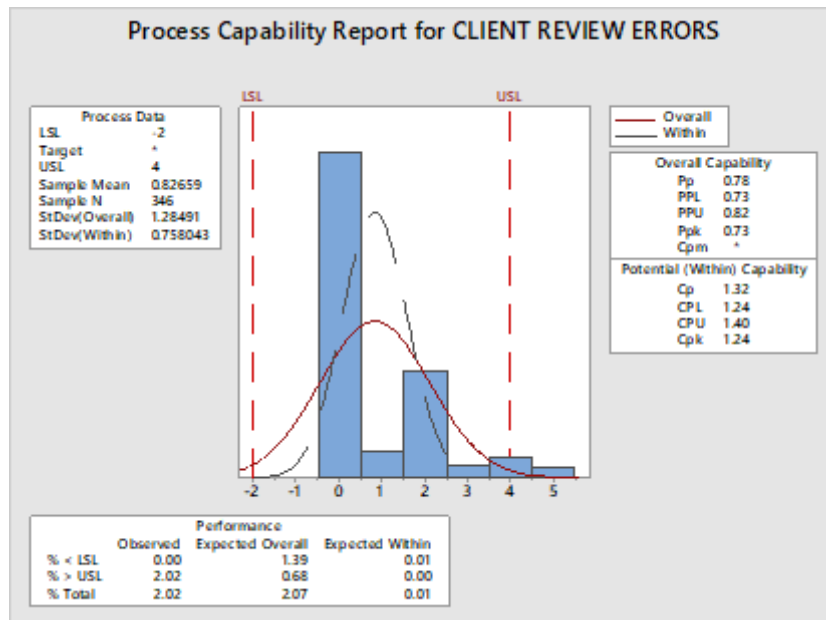 Process Capability Report for CLIENT REVIEW ERRORS
LSL USL
Process Data
LSL -2
Target *
USL 4
Sample Mean 0.82659
Sample N 346
StDev(Overall) 1.28491
StDev(Within) 0.758043
Overall
Within
Overall Capability
Pp 0.78
PPL 0.73
PPU 0.82
Ppk 0.73
Cpm *
Potential (Within) Capability
Cp 1.32
CPL 1.24
CPU 1.40
Cpk 1.24
-2 -1 0 1 2 3 4 5
Performance
Observed Expected Overall Expected Within
% < LSL 0.00 1.39 0.01
% > USL 2.02 0.68 0.00
% Total 2.02 2.07 0.01